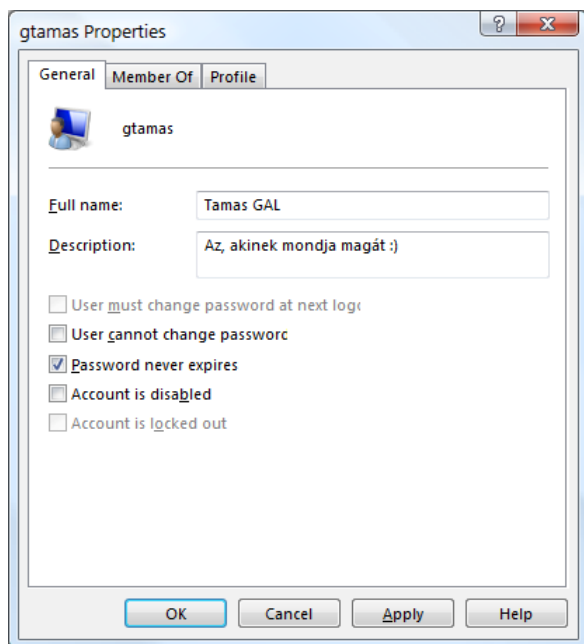 gtamas Properties
General Member Of Profile
gtamas
Full name: Tamas GAL
Description: Az, akinek mondja magát :)
User must change password at next logo
User cannot change password
Password never expires
Account is disabled
Account is locked out
OK Cancel Apply Help